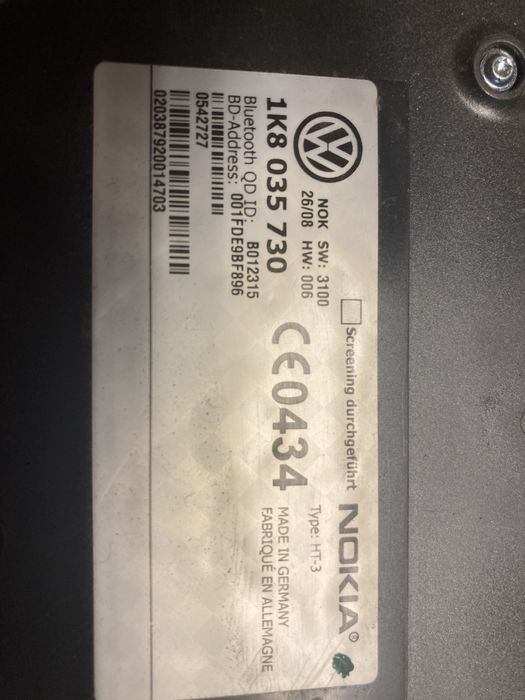 NOK SW: 3100
26/08 HW: 006
1K8 035 730
Bluetooth QD ID: B012315
BD-Address: 001FDE9BF896
0542727
020387920014703
Screening durchgeführt
CE0434
NOKIA®
Type: HT-3
MADE IN GERMANY
FABRIQUÉ EN ALLEMAGNE